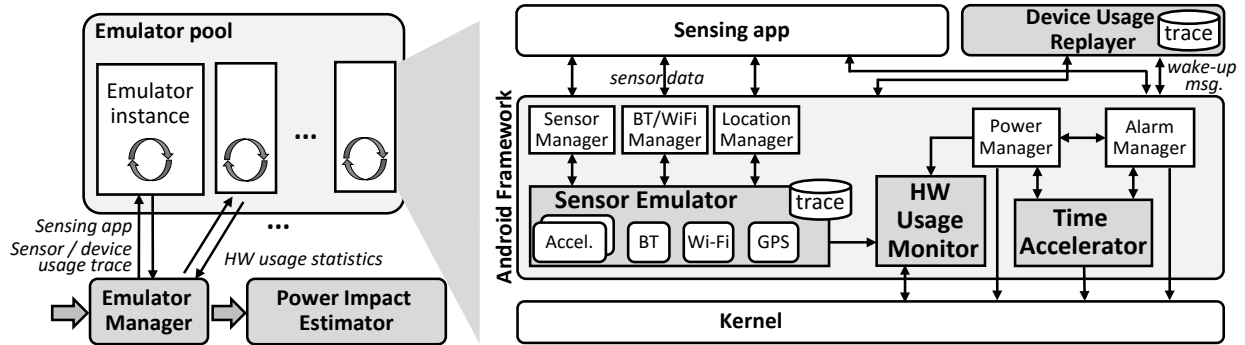 Emulator pool
Emulator
instance
...
Sensing app
Sensor / device
usage trace
...
HW usage statistics
Emulator
Manager
Power Impact
Estimator
Sensing app
Device Usage
Replayer
trace
sensor data
wake-up
msg.
Android Framework
Sensor
Manager
BT/WiFi
Manager
Location
Manager
Power
Manager
Alarm
Manager
Sensor Emulator
trace
Accel.
BT
Wi-Fi
GPS
HW
Usage
Monitor
Time
Accelerator
Kernel